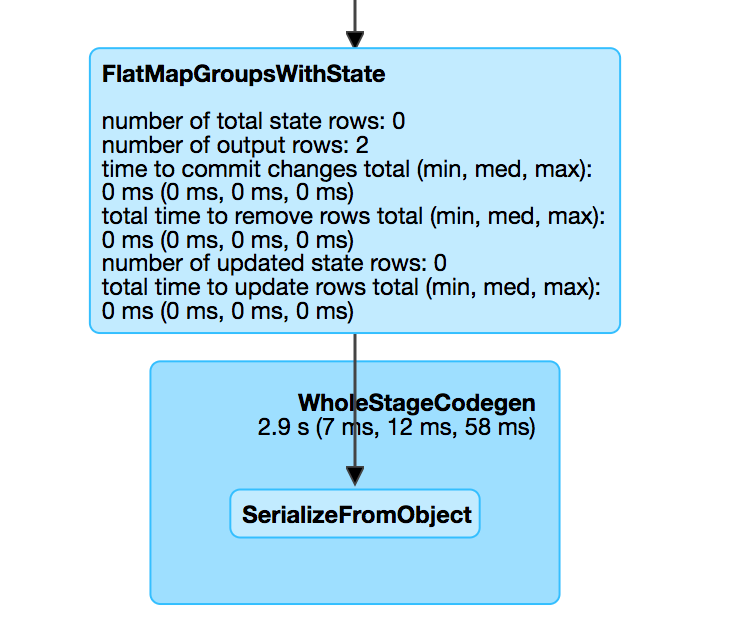 FlatMapGroupsWithState
number of total state rows: 0
number of output rows: 2
time to commit changes total (min, med, max):
0 ms (0 ms, 0 ms, 0 ms)
total time to remove rows total (min, med, max):
0 ms (0 ms, 0 ms, 0 ms)
number of updated state rows: 0
total time to update rows total (min, med, max):
0 ms (0 ms, 0 ms, 0 ms)
WholeStageCodegen
2.9 s (7 ms, 12 ms, 58 ms)
SerializeFromObject